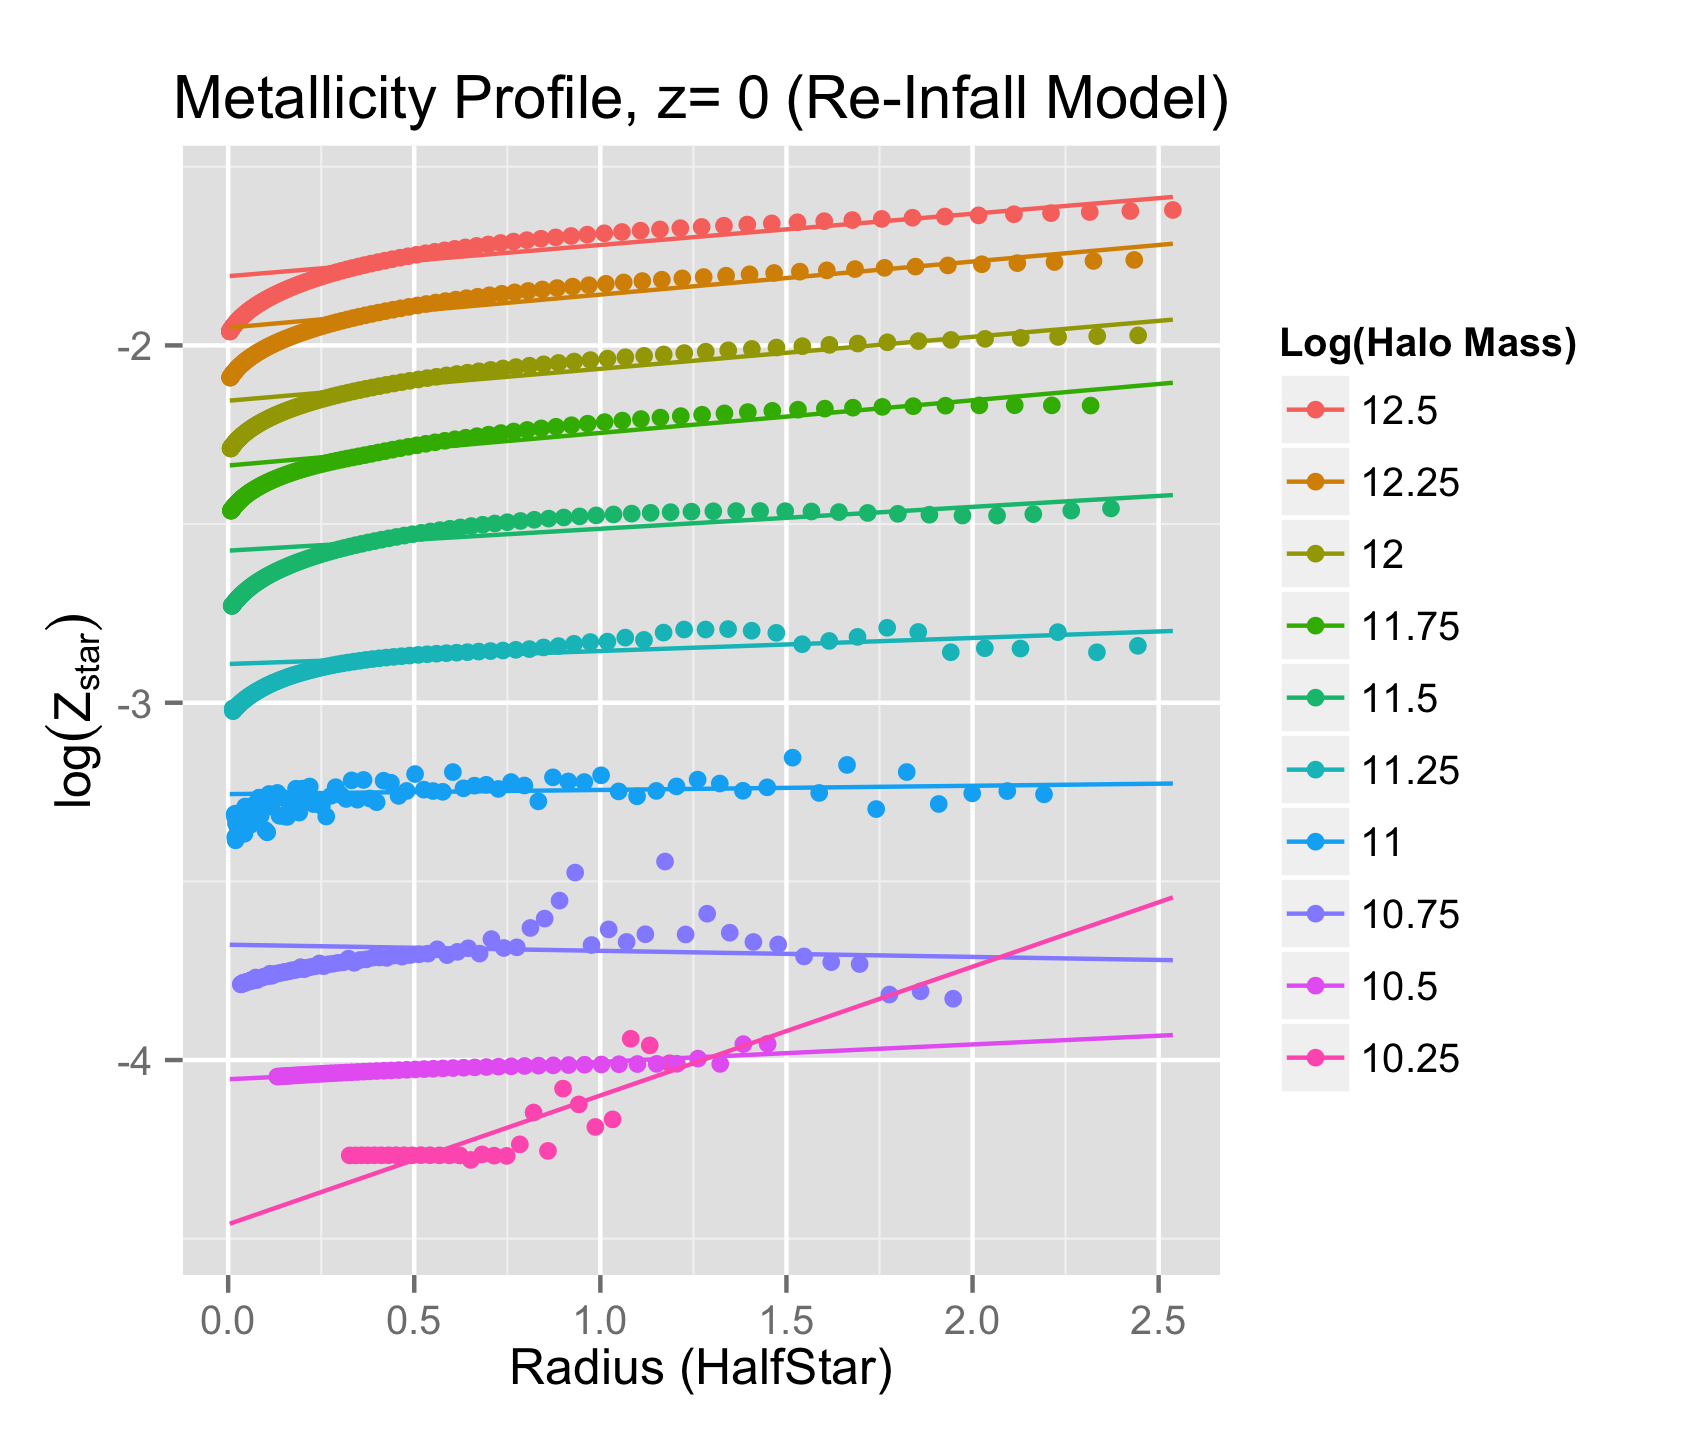 Metallicity Profile, z= 0 (Re-Infall Model)
log(Zstar)
-2
-3
-4
0.0 0.5 1.0 1.5 2.0 2.5
Radius (HalfStar)
Log(Halo Mass)
12.5
12.25
12
11.75
11.5
11.25
11
10.75
10.5
10.25